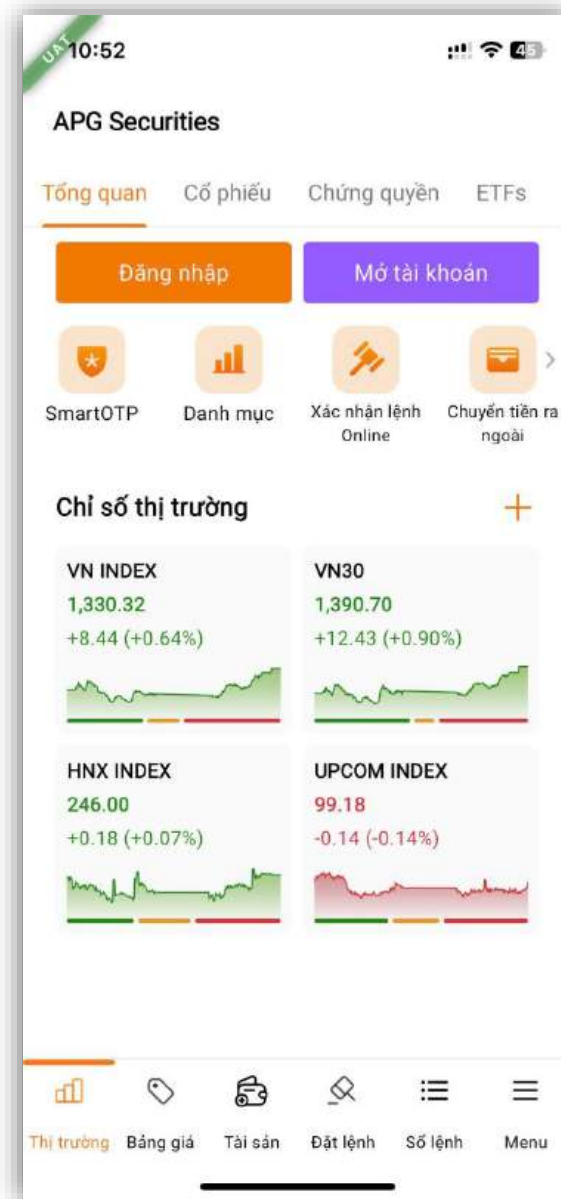 UAT
10:52
45
APG Securities
Tổng quan Cổ phiếu Chứng quyền ETFs
Đăng nhập Mở tài khoản
SmartOTP Danh mục Xác nhận lệnh Chuyển tiền ra
Online ngoài
Chỉ số thị trường
VN INDEX VN30
1,330.32 1,390.70
+8.44 (+0.64%) +12.43 (+0.90%)
HNX INDEX UPCOM INDEX
246.00 99.18
+0.18 (+0.07%) -0.14 (-0.14%)
Thị trường Bảng giá Tài sản Đặt lệnh Sổ lệnh Menu